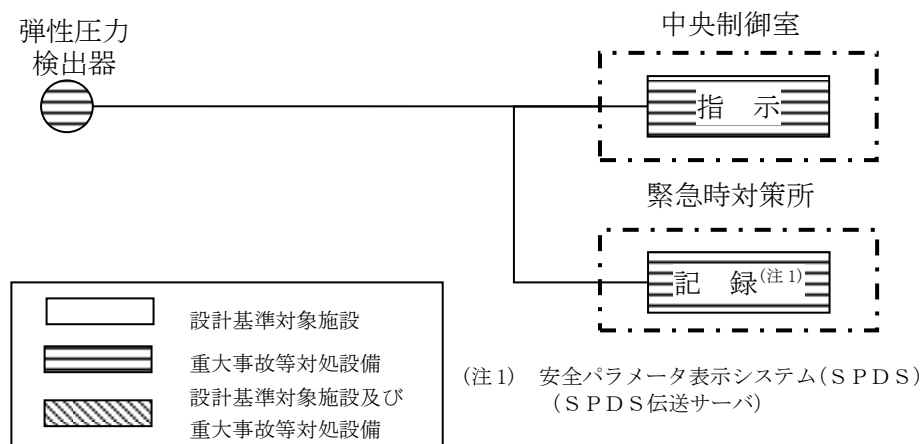 弾性圧力
検出器
中央制御室
指　示
緊急時対策所
記　録(注1)
設計基準対象施設
重大事故等対処設備
設計基準対象施設及び
重大事故等対処設備
(注1)　安全パラメータ表示システム(ＳＰＤＳ)
(ＳＰＤＳ伝送サーバ)